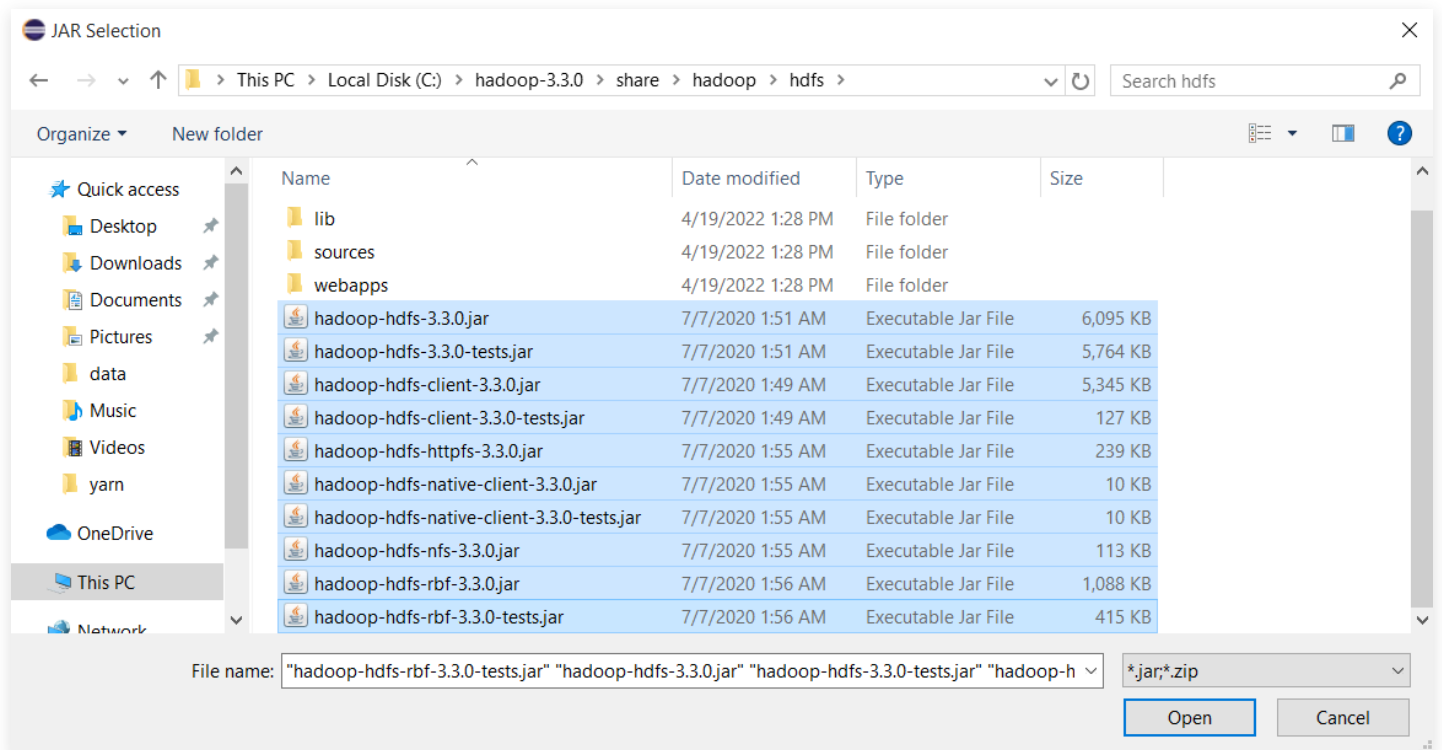 JAR Selection
This PC > Local Disk (C:) > hadoop-3.3.0 > share > hadoop > hdfs >
Search hdfs
Organize
New folder
?
Name Date modified Type Size
Quick access
Desktop
Downloads
Documents
Pictures
data
Music
Videos
yarn
OneDrive
This PC
Network
lib 4/19/2022 1:28 PM File folder
sources 4/19/2022 1:28 PM File folder
webapps 4/19/2022 1:28 PM File folder
hadoop-hdfs-3.3.0.jar 7/7/2020 1:51 AM Executable Jar File 6,095 KB
hadoop-hdfs-3.3.0-tests.jar 7/7/2020 1:51 AM Executable Jar File 5,764 KB
hadoop-hdfs-client-3.3.0.jar 7/7/2020 1:49 AM Executable Jar File 5,345 KB
hadoop-hdfs-client-3.3.0-tests.jar 7/7/2020 1:49 AM Executable Jar File 127 KB
hadoop-hdfs-httpfs-3.3.0.jar 7/7/2020 1:55 AM Executable Jar File 239 KB
hadoop-hdfs-native-client-3.3.0.jar 7/7/2020 1:55 AM Executable Jar File 10 KB
hadoop-hdfs-native-client-3.3.0-tests.jar 7/7/2020 1:55 AM Executable Jar File 10 KB
hadoop-hdfs-nfs-3.3.0.jar 7/7/2020 1:55 AM Executable Jar File 113 KB
hadoop-hdfs-rbf-3.3.0.jar 7/7/2020 1:56 AM Executable Jar File 1,088 KB
hadoop-hdfs-rbf-3.3.0-tests.jar 7/7/2020 1:56 AM Executable Jar File 415 KB
File name: "hadoop-hdfs-rbf-3.3.0-tests.jar" "hadoop-hdfs-3.3.0.jar" "hadoop-hdfs-3.3.0-tests.jar" "hadoop-h
*.jar;*.zip
Open
Cancel